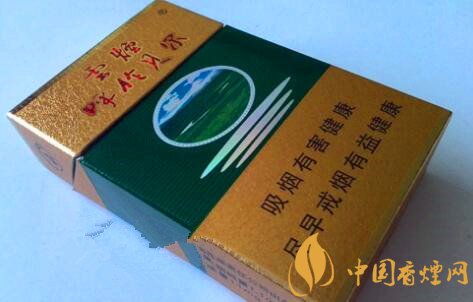 云烟
呼伦贝尔
®
吸烟有害健康
尽早戒烟有益健康
中国香烟网